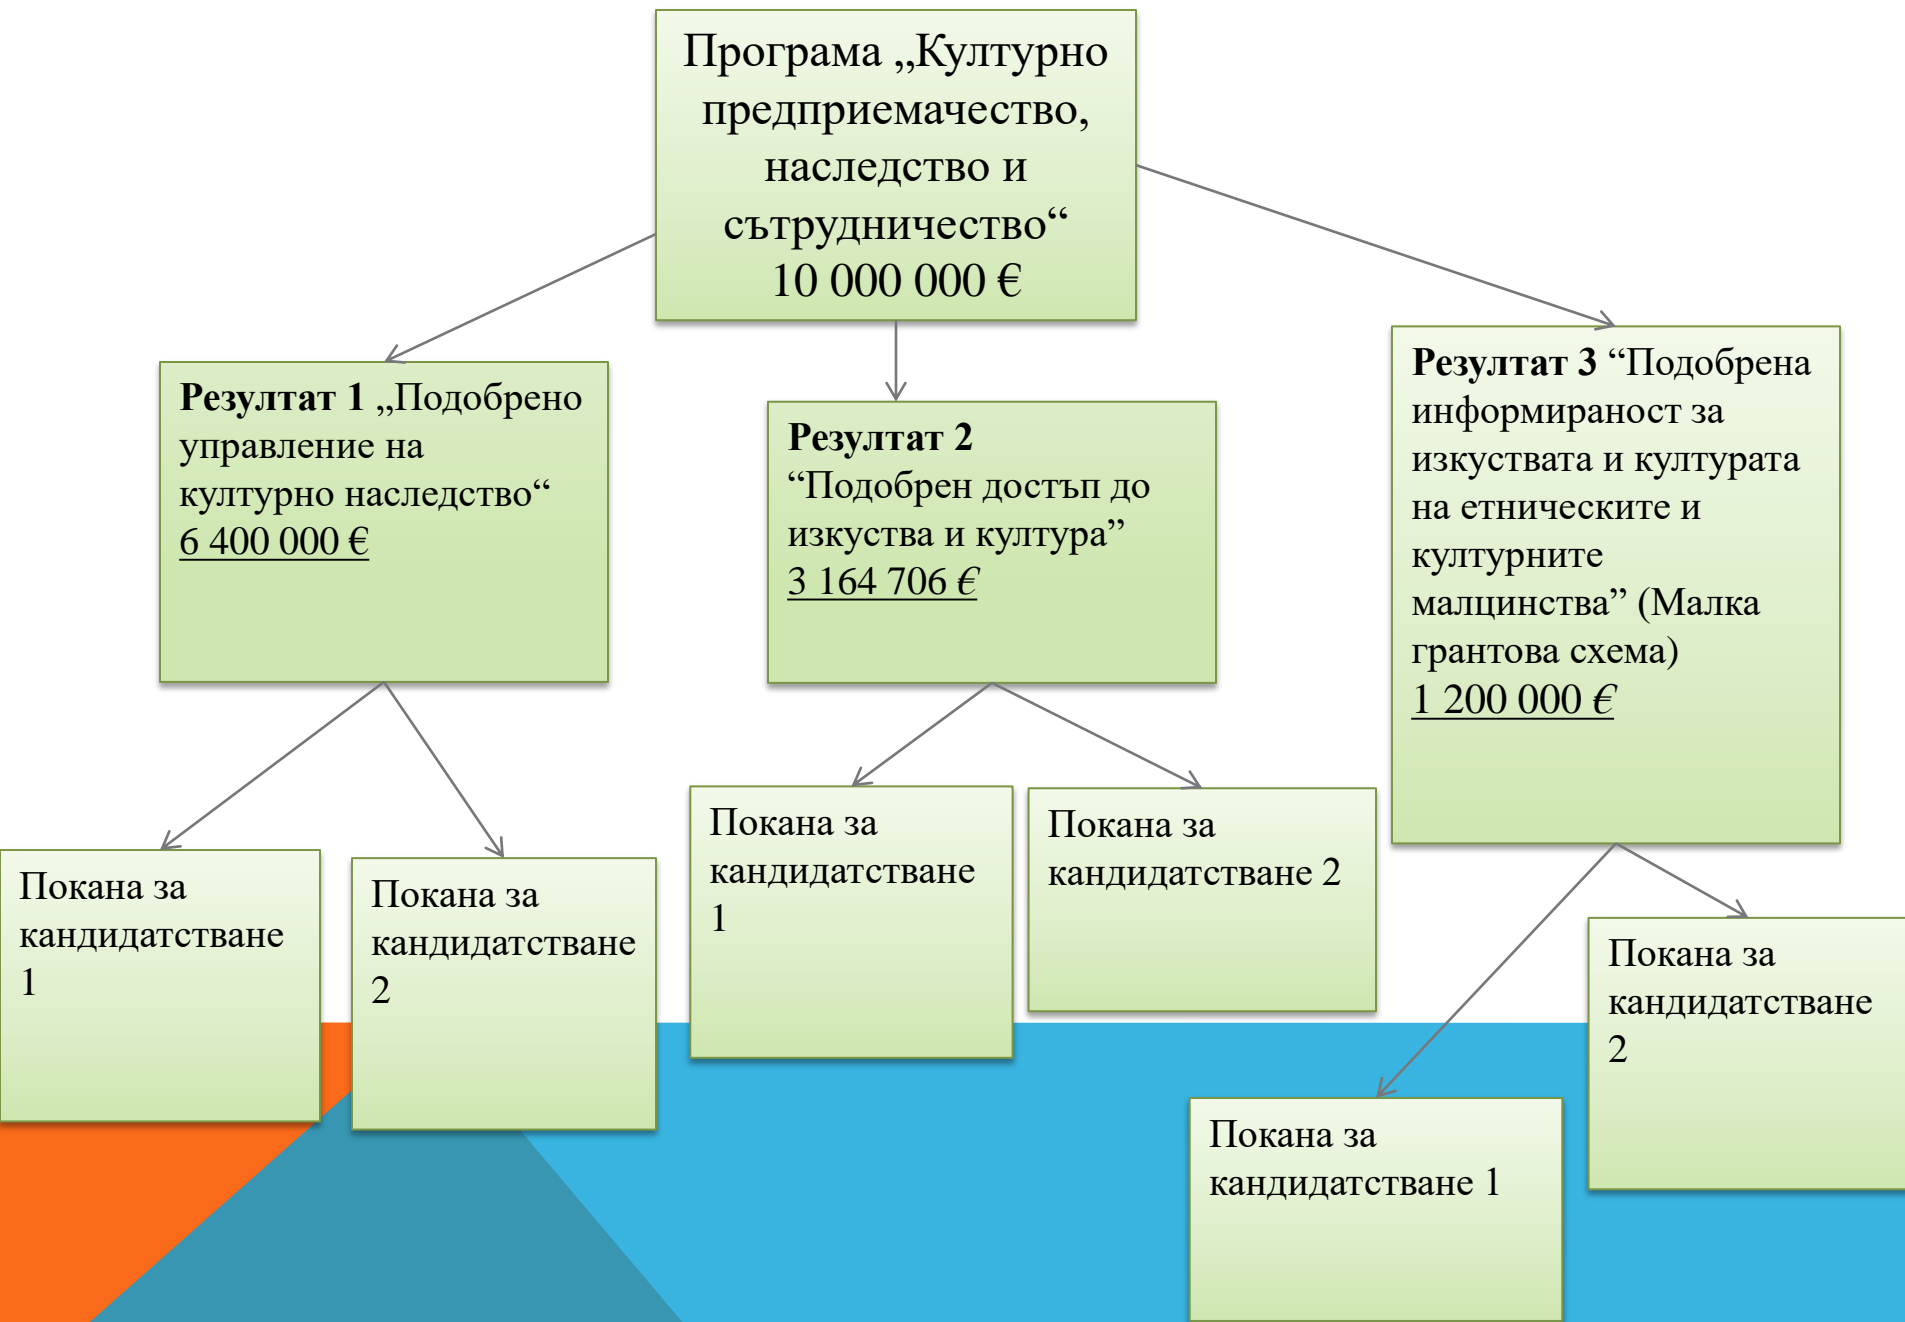 Програма „Културно
предприемачество,
наследство и
сътрудничество“
10 000 000 €
Резултат 1 „Подобрено
управление на
културно наследство“
6 400 000 €
Резултат 2
“Подобрен достъп до
изкуства и култура”
3 164 706 €
Резултат 3 “Подобрена
информираност за
изкуствата и културата
на етническите и
културните
малцинства” (Малка
грантова схема)
1 200 000 €
Покана за
кандидатстване
1
Покана за
кандидатстване
2
Покана за
кандидатстване
1
Покана за
кандидатстване 2
Покана за
кандидатстване 1
Покана за
кандидатстване
2